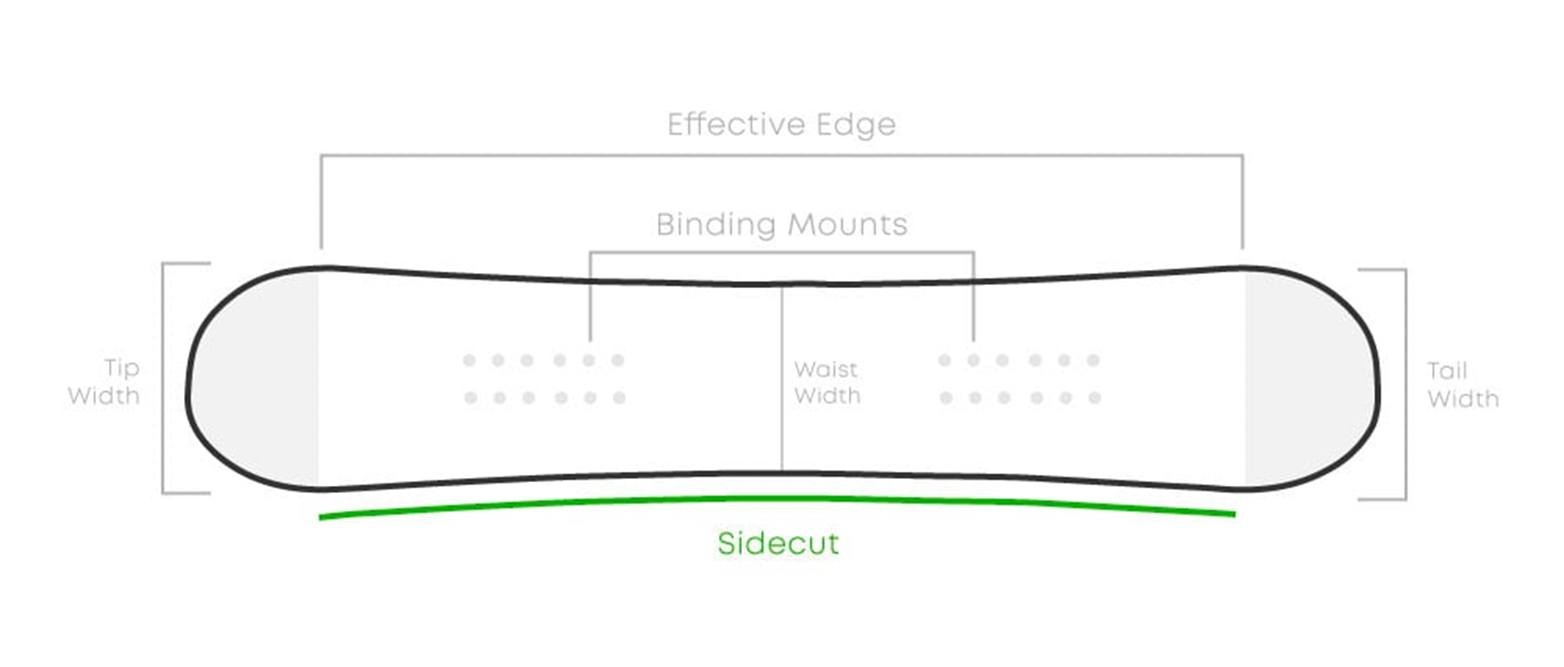 Effective Edge
Binding Mounts
Tip
Width
Waist
Width
Tail
Width
Sidecut